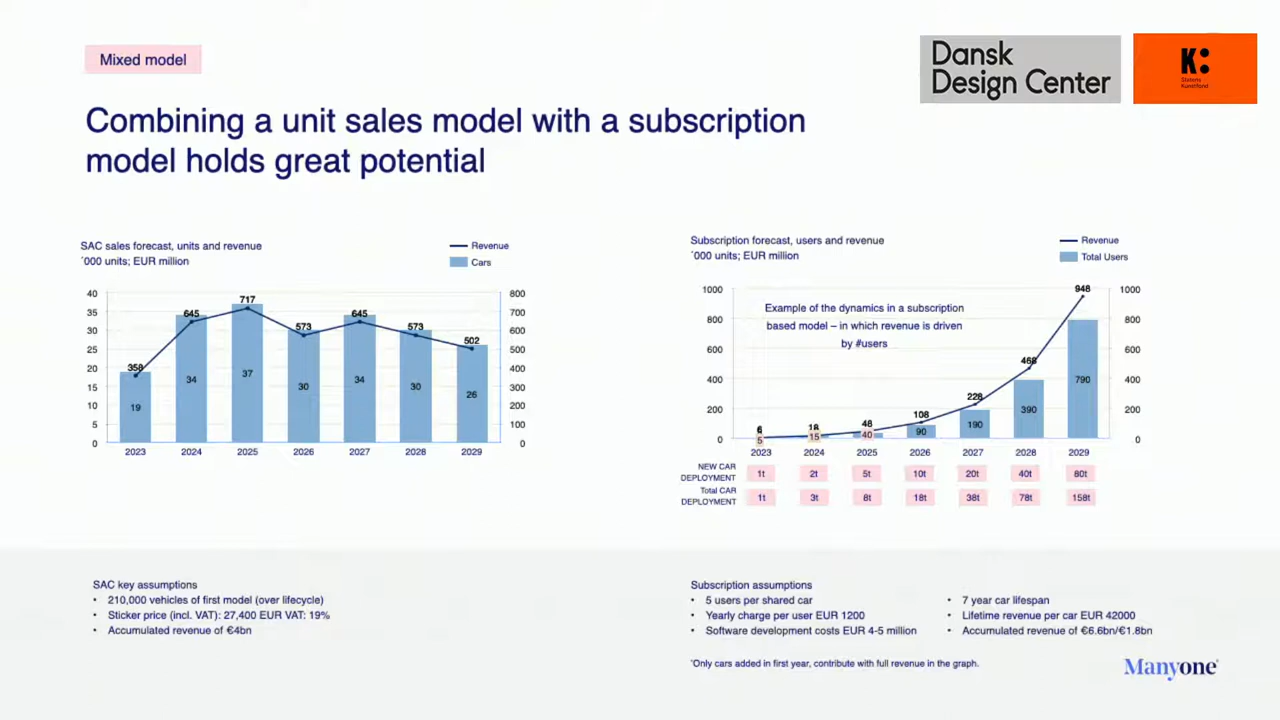 Mixed model
Dansk
Design Center
K:
Statens
Kunstfond
Combining a unit sales model with a subscription
model holds great potential
SAC sales forecast, units and revenue
´000 units; EUR million
Revenue
Cars
40
35
30
25
20
15
10
5
0
800
700
600
500
400
300
200
100
0
358
645
717
573
645
573
502
19
34
37
30
34
30
26
2023 2024 2025 2026 2027 2028 2029
Subscription forecast, users and revenue
´000 units; EUR million
Revenue
Total Users
1000
800
600
400
200
0
1000
800
600
400
200
0
Example of the dynamics in a subscription
based model – in which revenue is driven
by #users
6
18
48
108
228
468
948
5
15
40
90
190
390
790
2023 2024 2025 2026 2027 2028 2029
NEW CAR
DEPLOYMENT
1t 2t 5t 10t 20t 40t 80t
Total CAR
DEPLOYMENT
1t 3t 8t 18t 38t 78t 158t
SAC key assumptions
• 210,000 vehicles of first model (over lifecycle)
• Sticker price (incl. VAT): 27,400 EUR VAT: 19%
• Accumulated revenue of €4bn
Subscription assumptions
• 5 users per shared car
• Yearly charge per user EUR 1200
• Software development costs EUR 4-5 million
• 7 year car lifespan
• Lifetime revenue per car EUR 42000
• Accumulated revenue of €6.6bn/€1.8bn
*Only cars added in first year, contribute with full revenue in the graph.
Manyone